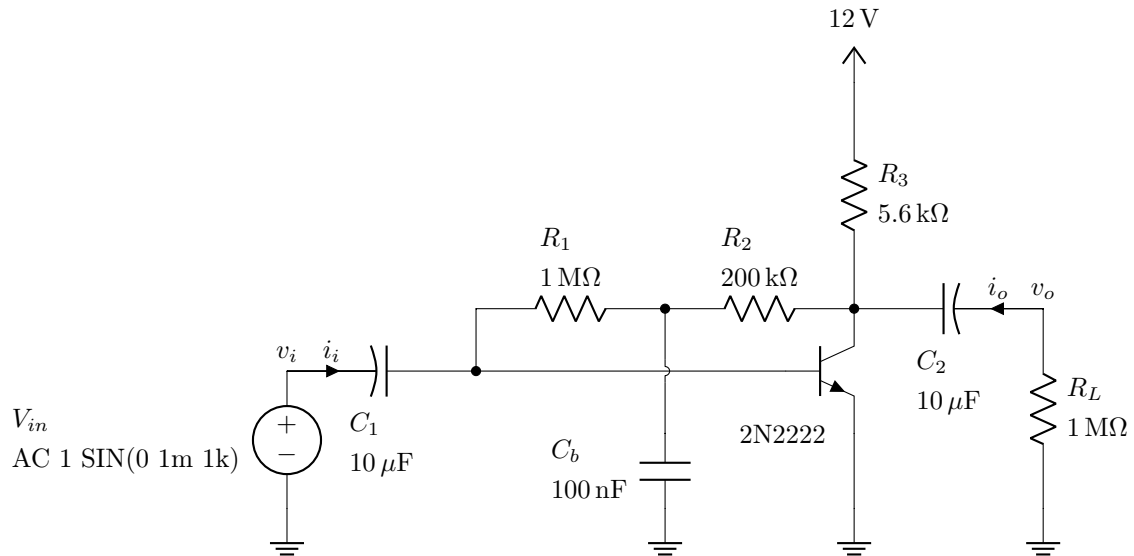 12 V
R3
5.6 kΩ
R1
1 MΩ
R2
200 kΩ
io
vo
vi
ii
C2
10 μF
RL
1 MΩ
Vin
AC 1 SIN(0 1m 1k)
+
−
C1
10 μF
2N2222
Cb
100 nF